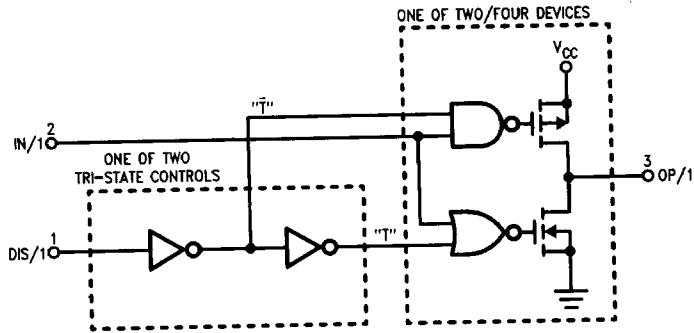 ONE OF TWO/FOUR DEVICES
VCC
"T̄"
2
IN/1
ONE OF TWO
TRI-STATE CONTROLS
3
OP/1
1
DIS/1
"T"